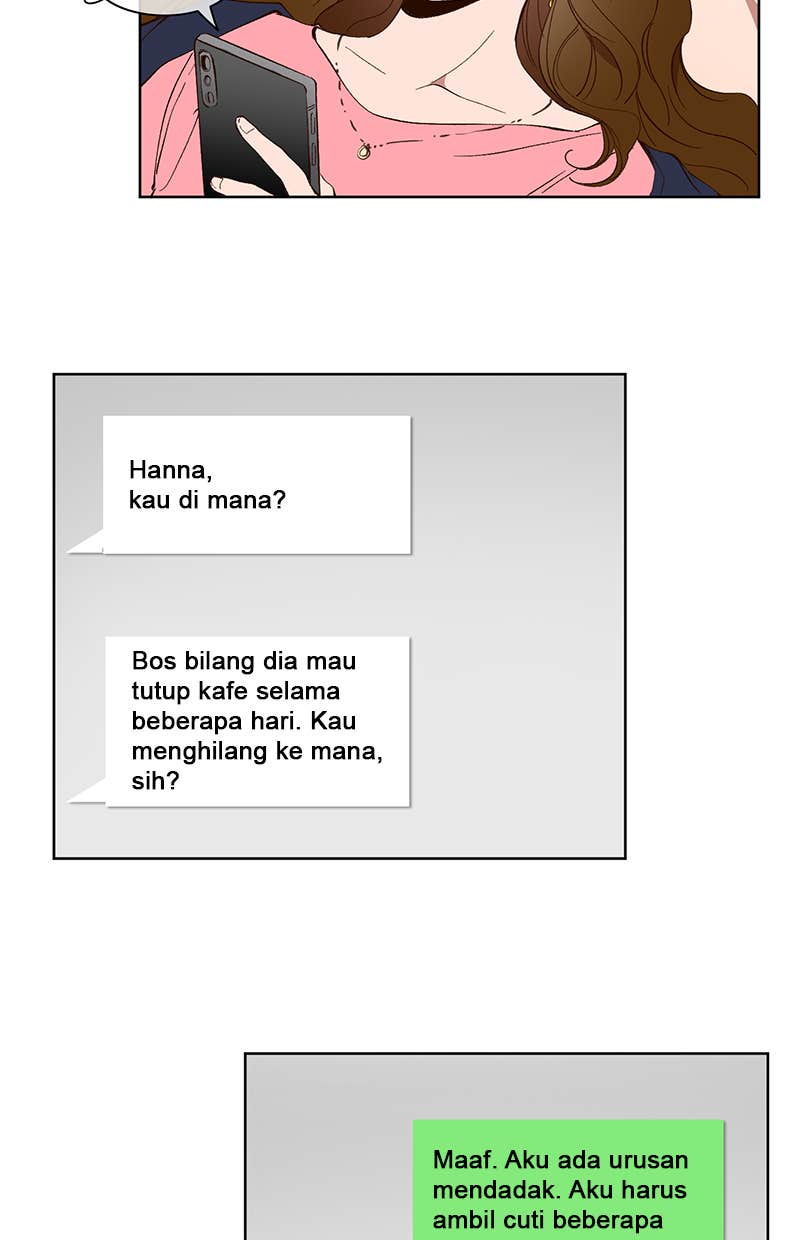 Hanna,
kau di mana?
Bos bilang dia mau
tutup kafe selama
beberapa hari. Kau
menghilang ke mana,
sih?
Maaf. Aku ada urusan
mendadak. Aku harus
ambil cuti beberapa